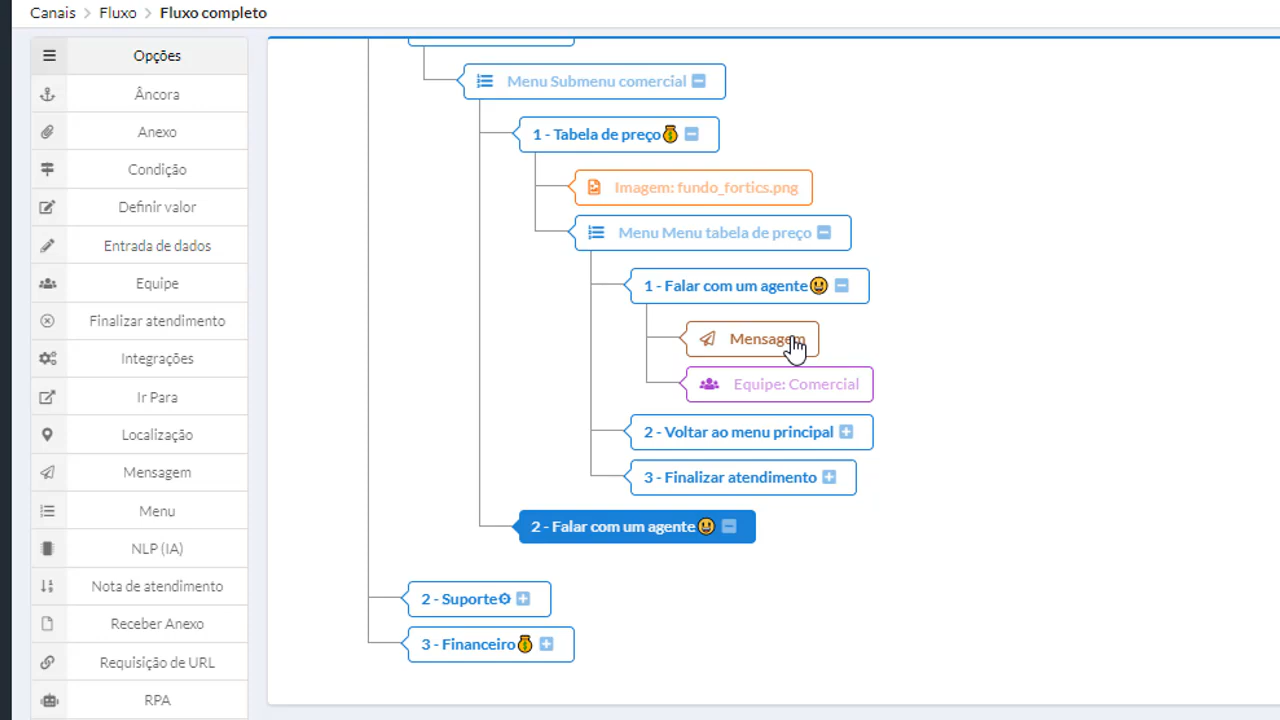 Canais > Fluxo > Fluxo completo
Opções
Âncora
Anexo
Condição
Definir valor
Entrada de dados
Equipe
Finalizar atendimento
Integrações
Ir Para
Localização
Mensagem
Menu
NLP (IA)
Nota de atendimento
Receber Anexo
Requisição de URL
RPA
Menu Submenu comercial
1 - Tabela de preço💰
Imagem: fundo_fortics.png
Menu Menu tabela de preço
1 - Falar com um agente😃
Mensagem
Equipe: Comercial
2 - Voltar ao menu principal
3 - Finalizar atendimento
2 - Falar com um agente😃
2 - Suporte⚙
3 - Financeiro💰